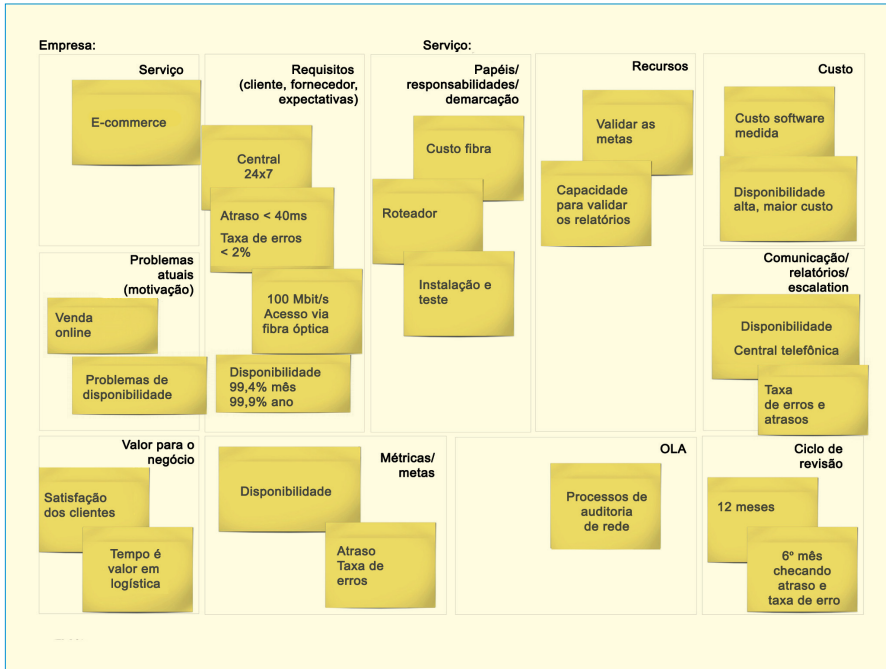 Empresa:
Serviço:
Serviço
E-commerce
Requisitos
(cliente, fornecedor,
expectativas)
Central
24x7
Atraso < 40ms
Taxa de erros
< 2%
100 Mbit/s
Acesso via
fibra óptica
Disponibilidade
99,4% mês
99,9% ano
Papéis/
responsabilidades/
demarcação
Custo fibra
Roteador
Instalação e
teste
Recursos
Validar as
metas
Capacidade
para validar
os relatórios
Custo
Custo software
medida
Disponibilidade
alta, maior custo
Problemas
atuais
(motivação)
Venda
online
Problemas de
disponibilidade
Comunicação/
relatórios/
escalation
Disponibilidade
Central telefônica
Taxa
de erros e
atrasos
Valor para o
negócio
Satisfação
dos clientes
Tempo é
valor em
logística
Métricas/
metas
Disponibilidade
Atraso
Taxa de
erros
OLA
Processos de
auditoria
de rede
Ciclo de
revisão
12 meses
6º mês
checando
atraso e
taxa de erro